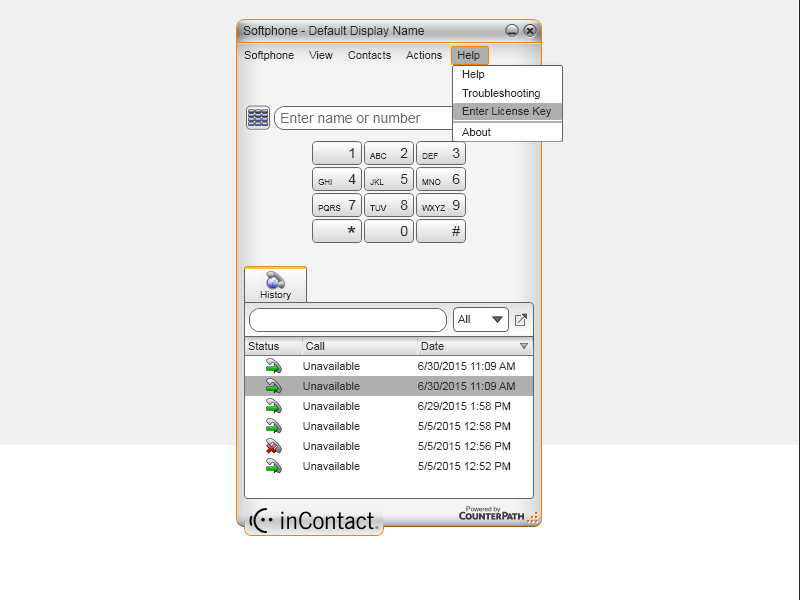 Softphone - Default Display Name
Softphone View Contacts Actions Help
Help
Troubleshooting
Enter License Key
About
Enter name or number
1 ABC 2 DEF 3
GHI 4 JKL 5 MNO 6
PQRS 7 TUV 8 WXYZ 9
* 0 #
History
All
Status Call Date
Unavailable 6/30/2015 11:09 AM
Unavailable 6/30/2015 11:09 AM
Unavailable 6/29/2015 1:58 PM
Unavailable 5/5/2015 12:58 PM
Unavailable 5/5/2015 12:56 PM
Unavailable 5/5/2015 12:52 PM
inContact
Powered by
COUNTERPATH